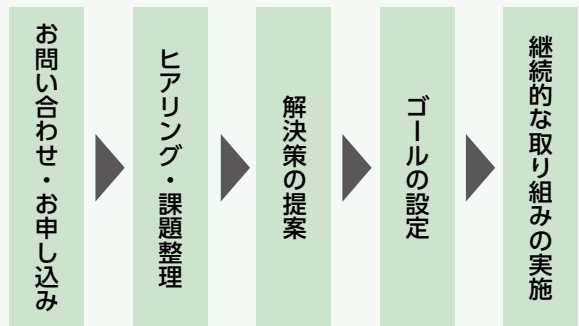 お問い合わせ・お申し込み
ヒアリング・課題整理
解決策の提案
ゴールの設定
継続的な取り組みの実施